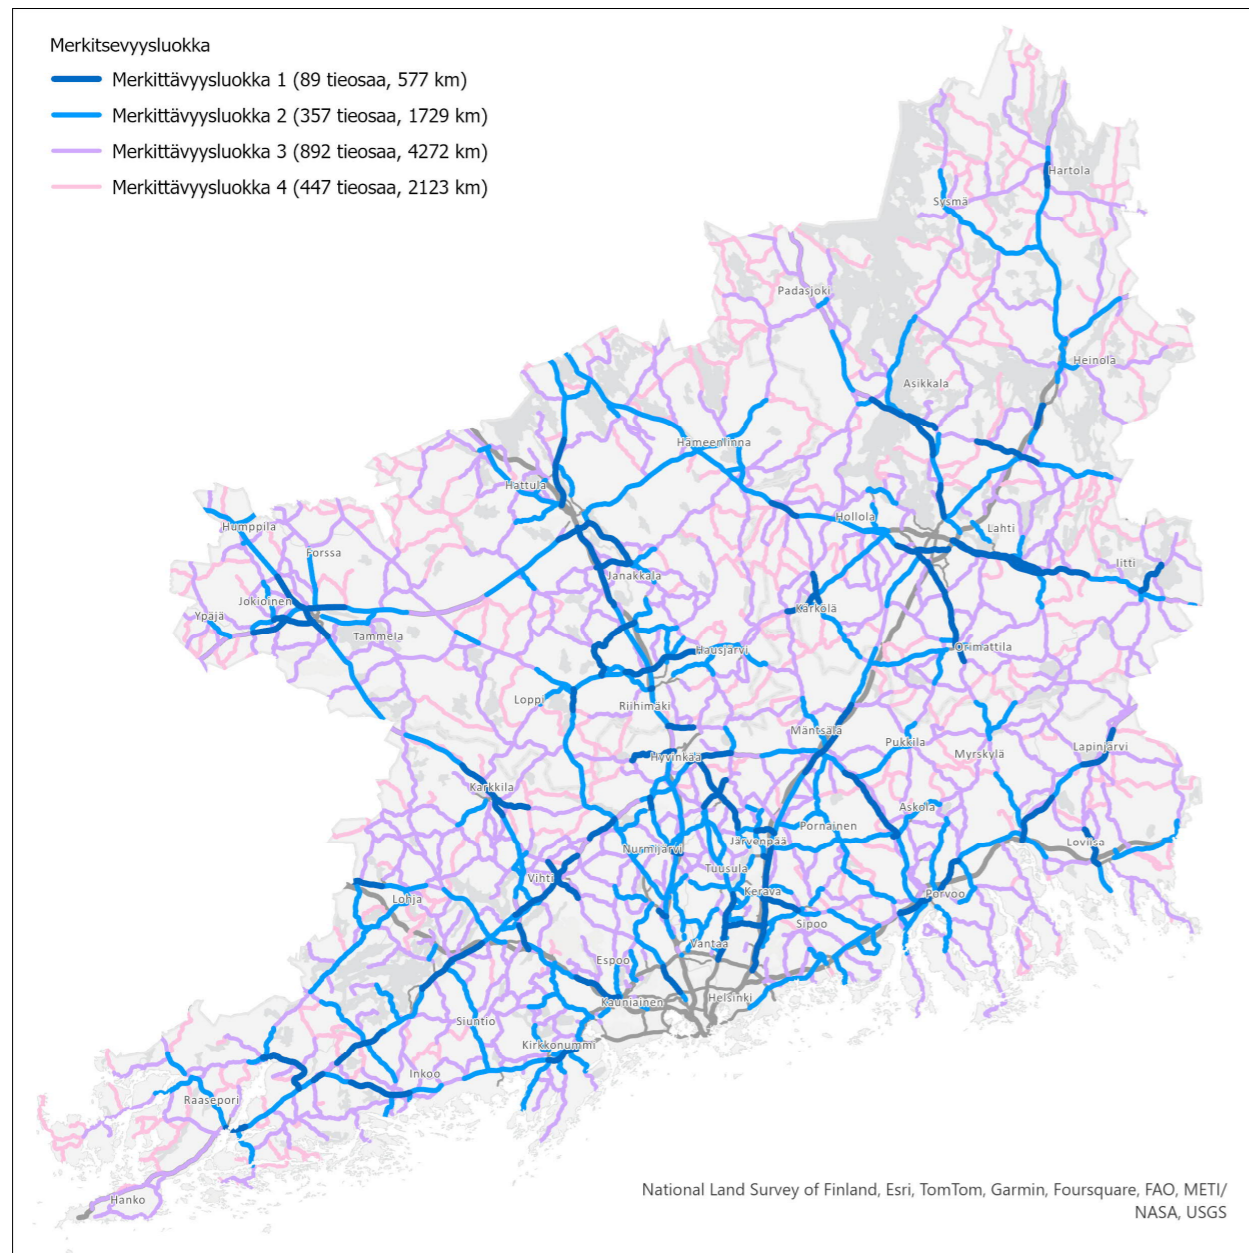 Merkitsevyysluokka
Merkittävyysluokka 1 (89 tieosaa, 577 km)
Merkittävyysluokka 2 (357 tieosaa, 1729 km)
Merkittävyysluokka 3 (892 tieosaa, 4272 km)
Merkittävyysluokka 4 (447 tieosaa, 2123 km)
Hartola
Sysmä
Padasjoki
Heinola
Asikkala
Hämeenlinna
Hattula
Hollola
Lahti
Humppila
Forssa
Iitti
Janakkala
Jokioinen
Ypäjä
Kärkölä
Tammela
Hausjärvi
Orimattila
Loppi
Riihimäki
Mäntsälä
Pukkila
Myrskylä
Lapinjärvi
Hyvinkää
Karkkila
Askola
Pornainen
Järvenpää
Loviisa
Nurmijärvi
Tuusula
Vihti
Kerava
Porvoo
Lohja
Sipoo
Vantaa
Espoo
Kauniainen
Helsinki
Siuntio
Kirkkonummi
Inkoo
Raasepori
Hanko
National Land Survey of Finland, Esri, TomTom, Garmin, Foursquare, FAO, METI/
NASA, USGS